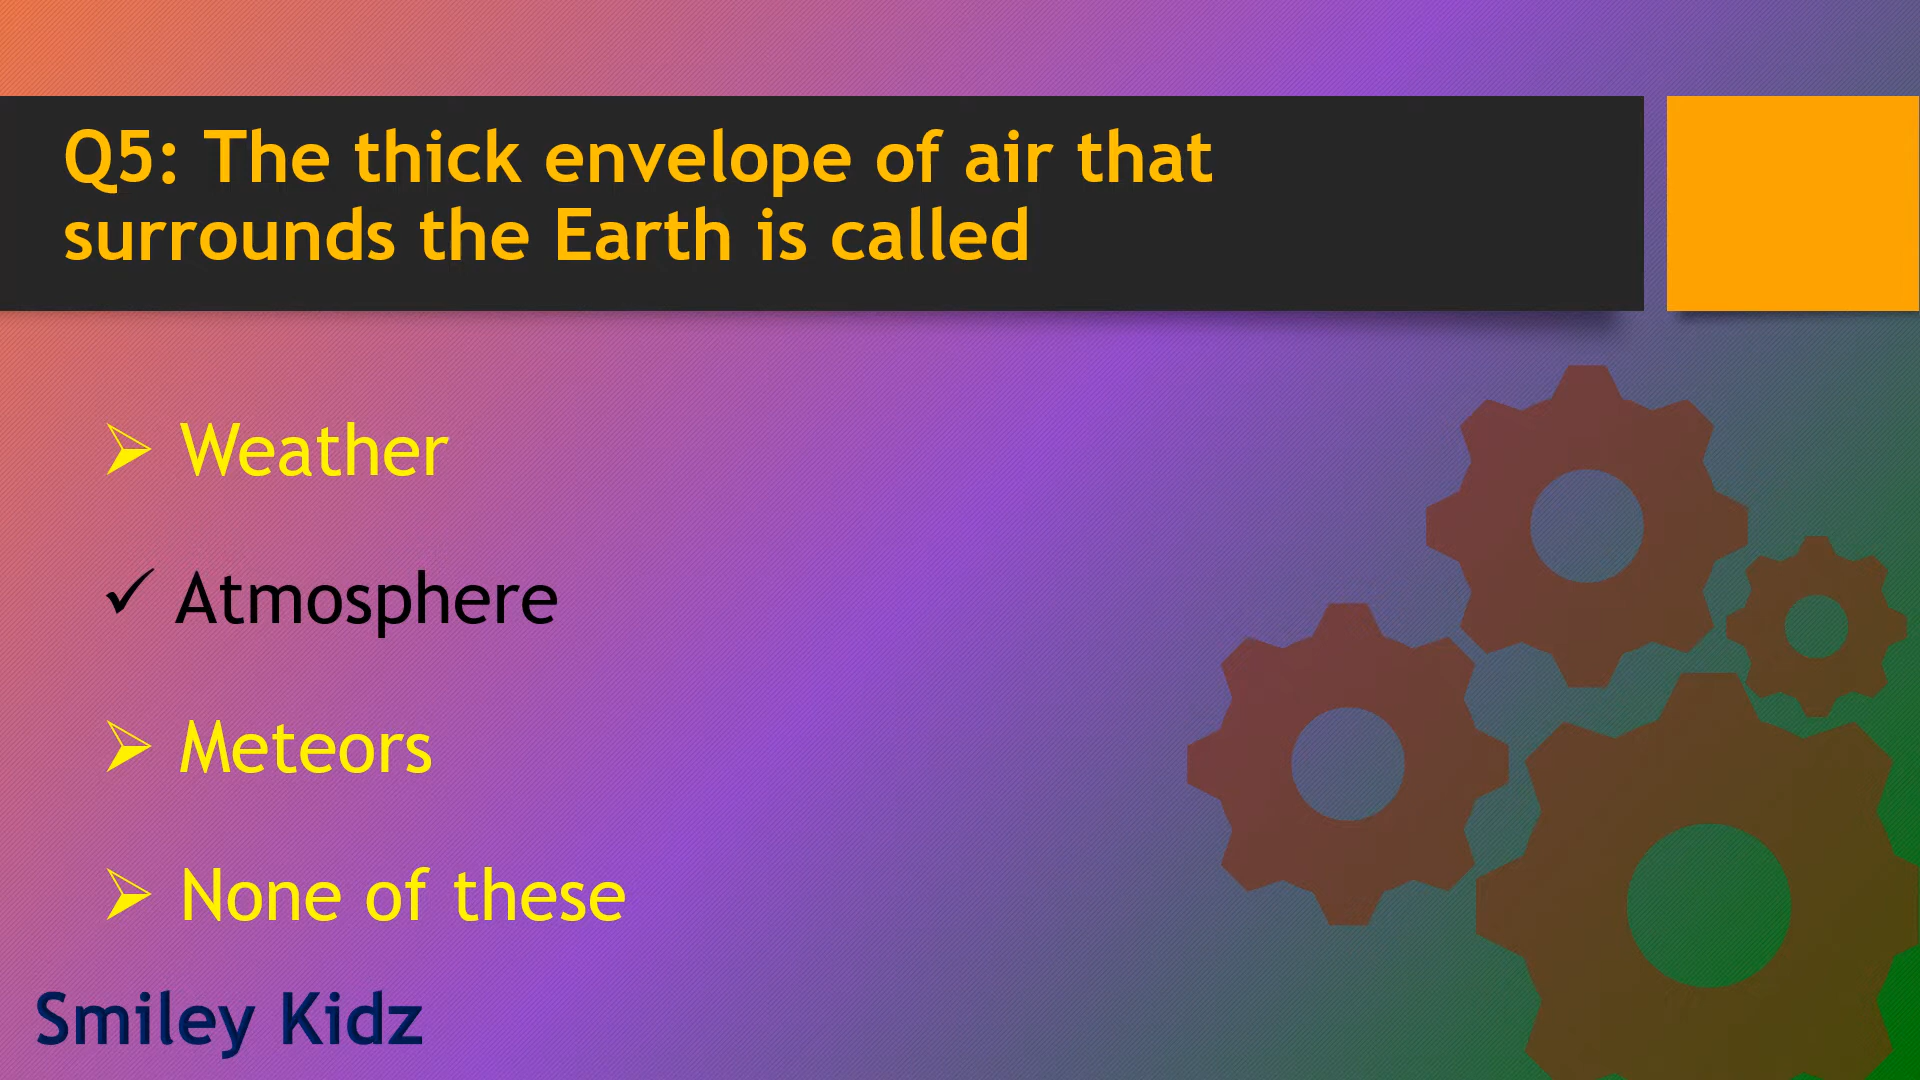 Q5: The thick envelope of air that
surrounds the Earth is called
Weather
Atmosphere
Meteors
None of these
Smiley Kidz